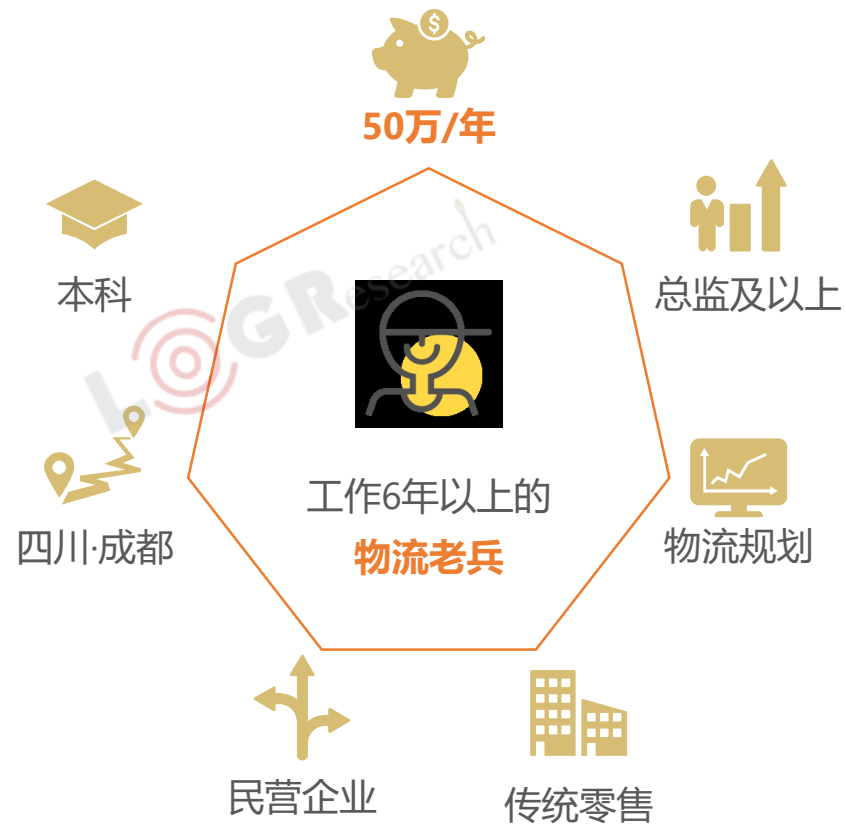 50万/年
本科
总监及以上
LOGResearch
工作6年以上的
物流老兵
四川·成都
物流规划
民营企业
传统零售